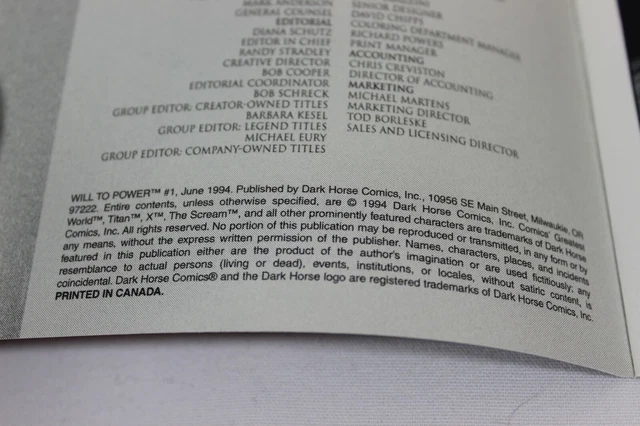 MARK ANDERSON
GENERAL COUNSEL
EDITORIAL
DIANA SCHUTZ
EDITOR IN CHIEF
RANDY STRADLEY
CREATIVE DIRECTOR
BOB COOPER
EDITORIAL COORDINATOR
BOB SCHRECK
GROUP EDITOR: CREATOR-OWNED TITLES
BARBARA KESEL
GROUP EDITOR: LEGEND TITLES
MICHAEL EURY
GROUP EDITOR: COMPANY-OWNED TITLES
SENIOR DESIGNER
DAVID CHIPPS
COLORING DEPARTMENT MANAGER
RICHARD POWERS
PRINT MANAGER
ACCOUNTING
CHRIS CREVISTON
DIRECTOR OF ACCOUNTING
MARKETING
MICHAEL MARTENS
MARKETING DIRECTOR
TOD BORLESKE
SALES AND LICENSING DIRECTOR
WILL TO POWER™ #1, June 1994. Published by Dark Horse Comics, Inc., 10956 SE Main Street, Milwaukie, OR
97222. Entire contents, unless otherwise specified, are © 1994 Dark Horse Comics, Inc. Comics' Greatest
World™, Titan™, X™, The Scream™, and all other prominently featured characters are trademarks of Dark Horse
Comics, Inc. All rights reserved. No portion of this publication may be reproduced or transmitted, in any form or by
any means, without the express written permission of the publisher. Names, characters, places, and incidents
featured in this publication either are the product of the author's imagination or are used fictitiously; any
resemblance to actual persons (living or dead), events, institutions, or locales, without satiric content, is
coincidental. Dark Horse Comics® and the Dark Horse logo are registered trademarks of Dark Horse Comics, Inc.
PRINTED IN CANADA.